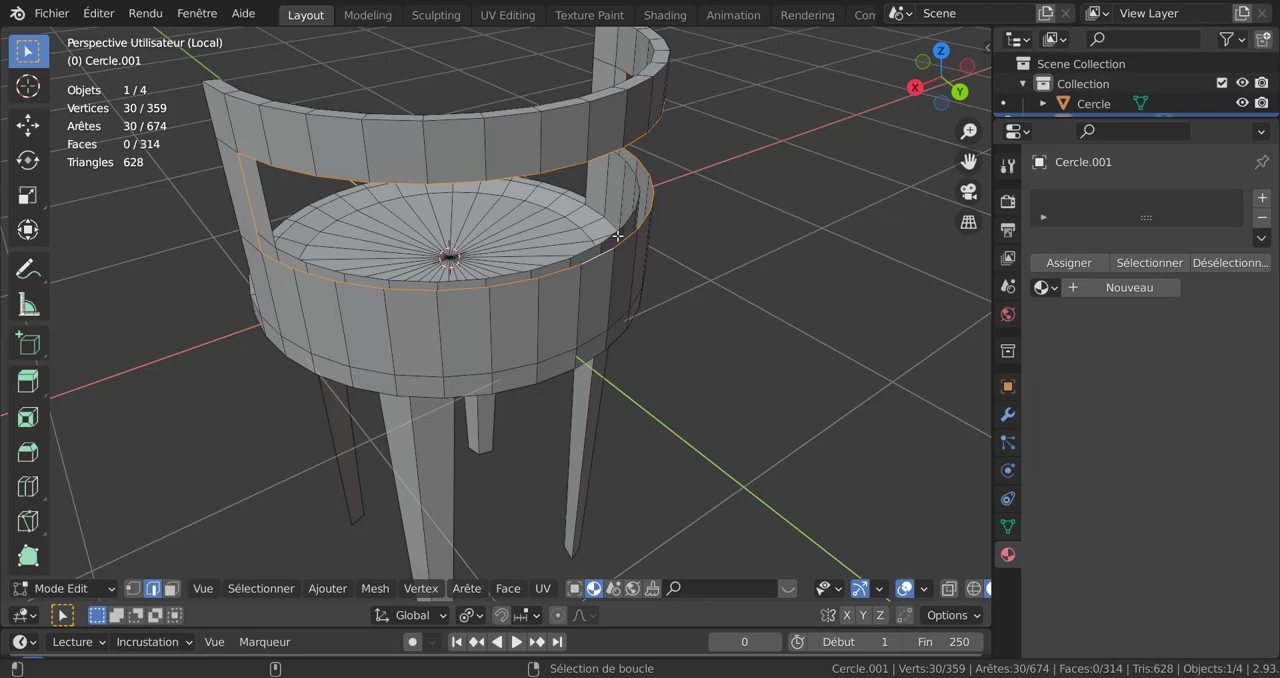 Fichier Éditer Rendu Fenêtre Aide Layout Modeling Sculpting UV Editing Texture Paint Shading Animation Rendering Com Scene View Layer
Perspective Utilisateur (Local)
(0) Cercle.001
Objets 1 / 4
Vertices 30 / 359
Arêtes 30 / 674
Faces 0 / 314
Triangles 628
Z
X
Y
Scene Collection
Collection
Cercle
Cercle.001
Assigner Sélectionner Désélectionn...
Nouveau
Mode Edit Vue Sélectionner Ajouter Mesh Vertex Arête Face UV
Global X Y Z Options
Lecture Incrustation Vue Marqueur 0 Début 1 Fin 250
Sélection de boucle Cercle.001 | Verts:30/359 | Arêtes:30/674 | Faces:0/314 | Tris:628 | Objects:1/4 | 2.93.